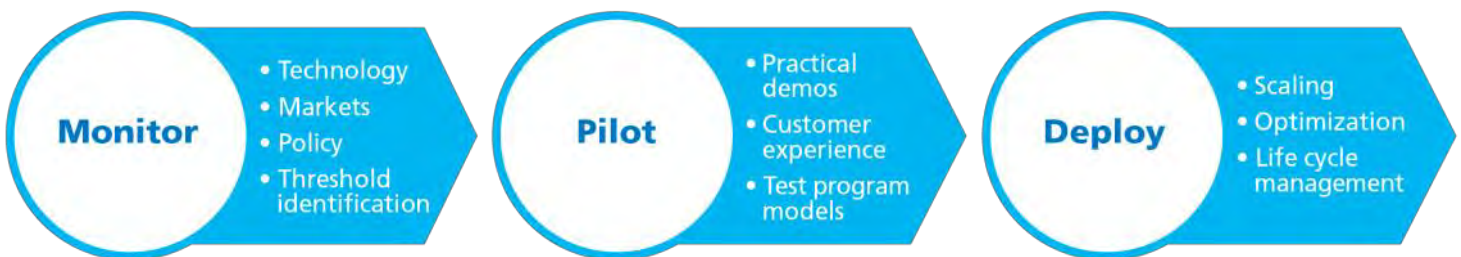 Monitor
• Technology
• Markets
• Policy
• Threshold
identification
Pilot
• Practical
demos
• Customer
experience
• Test program
models
Deploy
• Scaling
• Optimization
• Life cycle
management